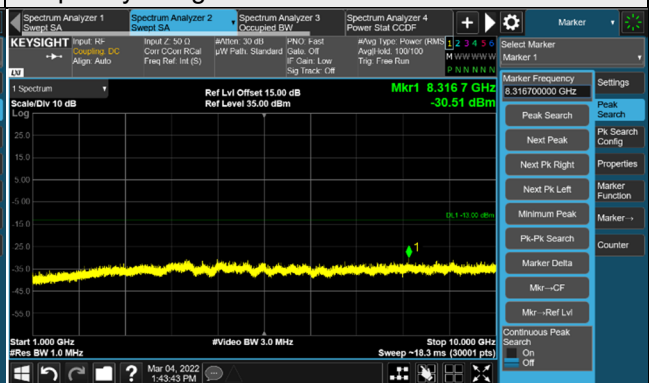 Spectrum Analyzer 1
Swept SA
Spectrum Analyzer 2
Swept SA
Spectrum Analyzer 3
Occupied BW
Spectrum Analyzer 4
Power Stat CCDF
+
Marker
KEYSIGHT
Input: RF
Coupling: DC
Align: Auto
Input Z: 50 Ω
Corr CCorr RCal
Freq Ref: Int (S)
#Atten: 30 dB
µW Path: Standard
PNO: Fast
Gate: Off
IF Gain: Low
Sig Track: Off
#Avg Type: Power (RMS)
Avg|Hold: 100/100
Trig: Free Run
1 2 3 4 5 6
M W W W W W
P N N N N N
LXI
Select Marker
Marker 1
1 Spectrum
Scale/Div 10 dB
Log
Ref Lvl Offset 15.00 dB
Ref Level 35.00 dBm
Mkr1 8.316 7 GHz
-30.51 dBm
25.0
15.0
5.00
-5.00
-15.0
-25.0
-35.0
-45.0
-55.0
DL1 -13.00 dBm
1
Start 1.000 GHz
#Res BW 1.0 MHz
#Video BW 3.0 MHz
Stop 10.000 GHz
Sweep ~18.3 ms (30001 pts)
Marker Frequency
8.316700000 GHz
Peak Search
Next Peak
Next Pk Right
Next Pk Left
Minimum Peak
Pk-Pk Search
Marker Delta
Mkr→CF
Mkr→Ref Lvl
Continuous Peak
Search
On
Off
Settings
Peak
Search
Pk Search
Config
Properties
Marker
Function
Marker→
Counter
?
Mar 04, 2022
1:43:43 PM